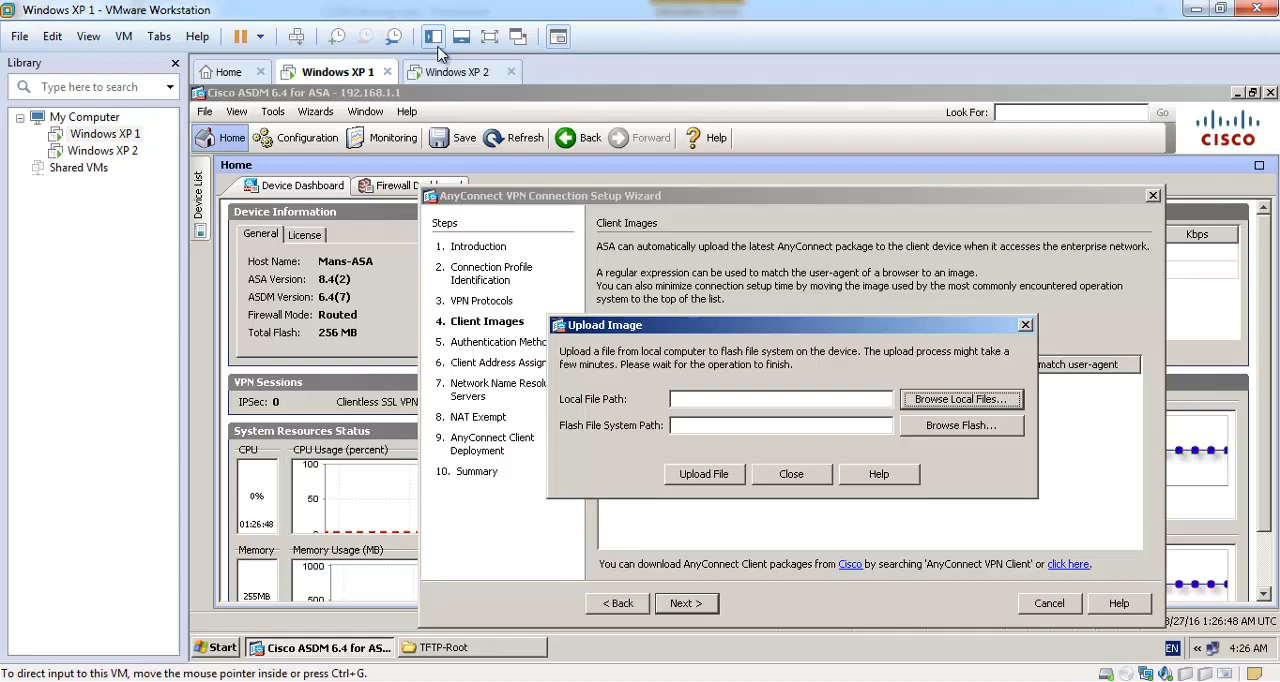 Windows XP 1 - VMware Workstation
File Edit View VM Tabs Help
Library
Type here to search
My Computer
Windows XP 1
Windows XP 2
Shared VMs
Home
Windows XP 1
Windows XP 2
Cisco ASDM 6.4 for ASA - 192.168.1.1
File View Tools Wizards Window Help
Look For:
Go
CISCO
Home Configuration Monitoring Save Refresh Back Forward Help
Device List
Home
Device Dashboard
Firewall D
Device Information
General License
Host Name: Mans-ASA
ASA Version: 8.4(2)
ASDM Version: 6.4(7)
Firewall Mode: Routed
Total Flash: 256 MB
VPN Sessions
IPSec: 0 Clientless SSL VPN
System Resources Status
CPU CPU Usage (percent)
100
50
0
0%
01:26:48
Memory Memory Usage (MB)
1000
500
255MB
Kbps
AnyConnect VPN Connection Setup Wizard
Steps
1. Introduction
2. Connection Profile
Identification
3. VPN Protocols
4. Client Images
5. Authentication Metho
6. Client Address Assign
7. Network Name Resolu
Servers
8. NAT Exempt
9. AnyConnect Client
Deployment
10. Summary
Client Images
ASA can automatically upload the latest AnyConnect package to the client device when it accesses the enterprise network.
A regular expression can be used to match the user-agent of a browser to an image.
You can also minimize connection setup time by moving the image used by the most commonly encountered operation
system to the top of the list.
match user-agent
Upload Image
Upload a file from local computer to flash file system on the device. The upload process might take a
few minutes. Please wait for the operation to finish.
Local File Path:
Browse Local Files...
Flash File System Path:
Browse Flash...
Upload File Close Help
You can download AnyConnect Client packages from Cisco by searching 'AnyConnect VPN Client' or click here.
< Back Next > Cancel Help
/27/16 1:26:48 AM UTC
Start
Cisco ASDM 6.4 for AS...
TFTP-Root
EN
«
4:26 AM
To direct input to this VM, move the mouse pointer inside or press Ctrl+G.